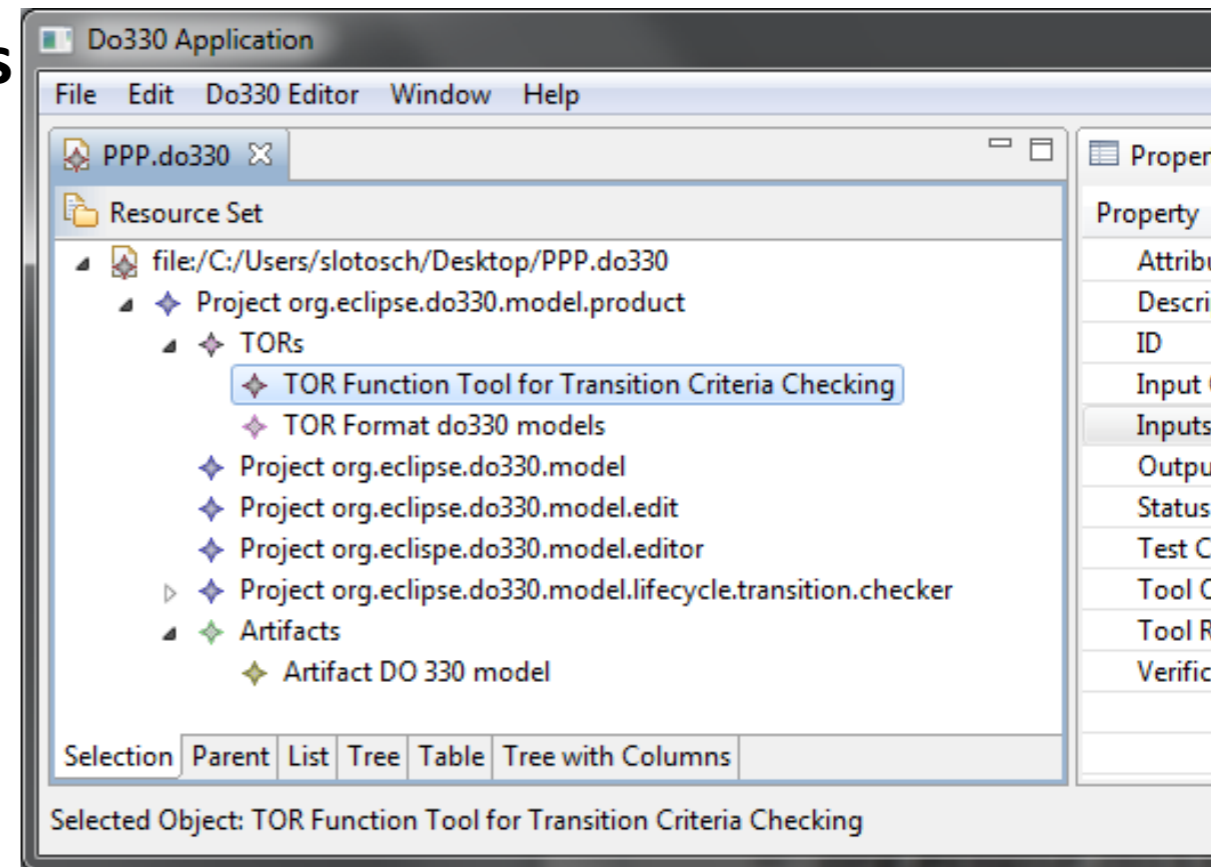 s
Do330 Application
File Edit Do330 Editor Window Help
PPP.do330
Resource Set
file:/C:/Users/slotosch/Desktop/PPP.do330
Project org.eclipse.do330.model.product
TORs
TOR Function Tool for Transition Criteria Checking
TOR Format do330 models
Project org.eclipse.do330.model
Project org.eclipse.do330.model.edit
Project org.eclispe.do330.model.editor
Project org.eclipse.do330.model.lifecycle.transition.checker
Artifacts
Artifact DO 330 model
Selection Parent List Tree Table Tree with Columns
Selected Object: TOR Function Tool for Transition Criteria Checking
Proper
Property
Attribu
Descri
ID
Input
Inputs
Outpu
Status
Test C
Tool
Tool R
Verific